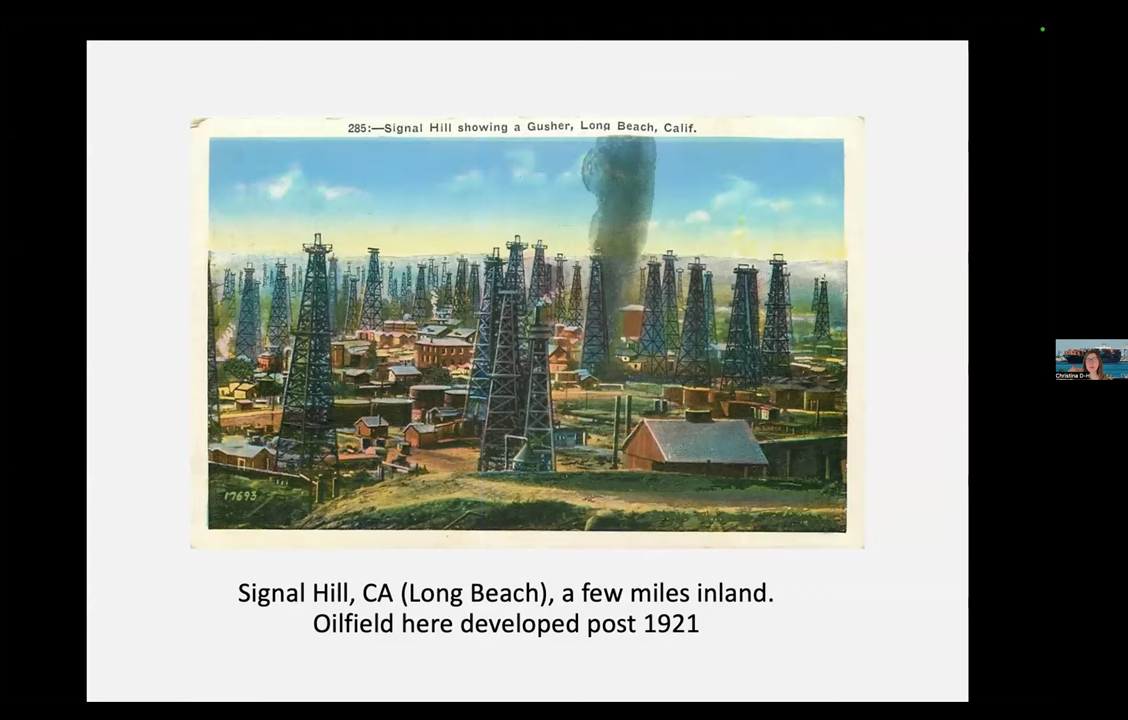 285:—Signal Hill showing a Gusher, Long Beach, Calif.
17693
Christina D-H
Signal Hill, CA (Long Beach), a few miles inland.
Oilfield here developed post 1921